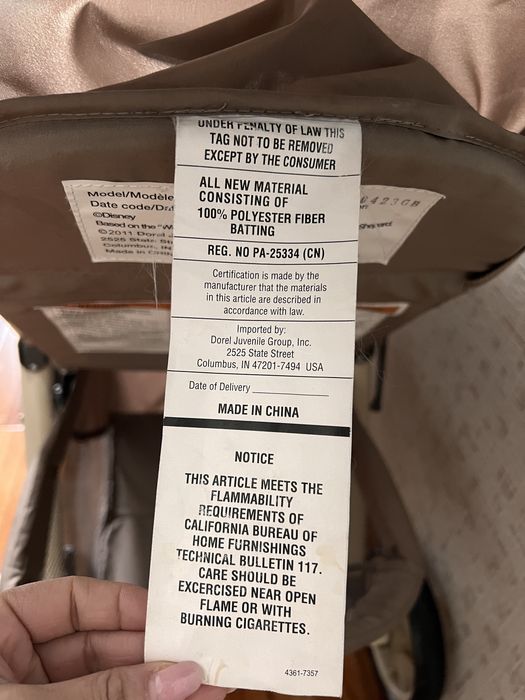 UNDER PENALTY OF LAW THIS
TAG NOT TO BE REMOVED
EXCEPT BY THE CONSUMER
ALL NEW MATERIAL
CONSISTING OF
100% POLYESTER FIBER
BATTING
REG. NO PA-25334 (CN)
Certification is made by the
manufacturer that the materials
in this article are described in
accordance with law.
Imported by:
Dorel Juvenile Group, Inc.
2525 State Street
Columbus, IN 47201-7494 USA
Date of Delivery
MADE IN CHINA
NOTICE
THIS ARTICLE MEETS THE
FLAMMABILITY
REQUIREMENTS OF
CALIFORNIA BUREAU OF
HOME FURNISHINGS
TECHNICAL BULLETIN 117.
CARE SHOULD BE
EXCERCISED NEAR OPEN
FLAME OR WITH
BURNING CIGARETTES.
4361-7357
Model/Modèle
Date code/
©Disney
Based on the
©2011 Dorel
2525 State
Columbus, IN
Made in